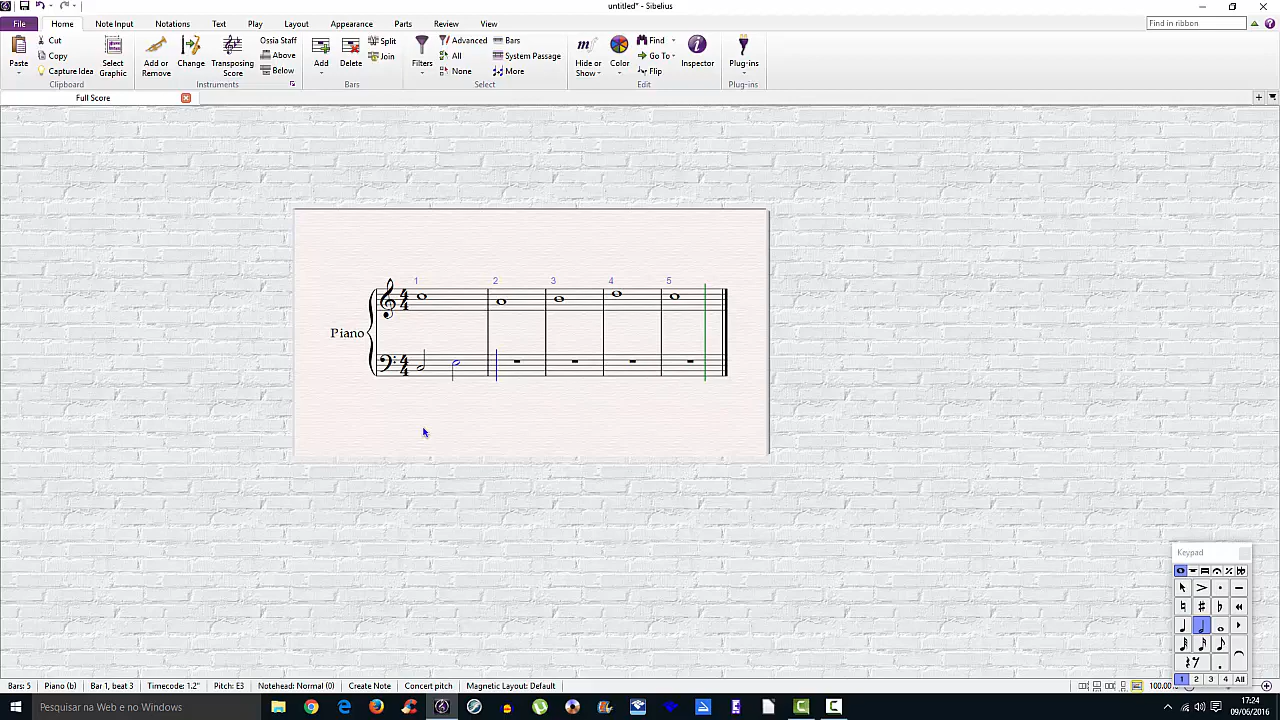 untitled* - Sibelius
File Home Note Input Notations Text Play Layout Appearance Parts Review View Find in ribbon
Cut Ossia Staff Split Advanced Bars Find
Copy Above Join All System Passage Go To
Capture Idea Below None More Flip
Paste Select Graphic Add or Remove Change Transposing Score Add Delete Filters Hide or Show Color Inspector Plug-ins
Clipboard Instruments Bars Select Edit Plug-ins
Full Score
1 2 3 4 5
Piano
Keypad
1 2 3 4 All
Bars: 5 Piano (b) Bar 1, beat 3 Timecode: 1.2" Pitch: E3 Notehead: Normal (0) Create Note Concert pitch Magnetic Layout: Default 100.00
Pesquisar na Web e no Windows
17:24
09/06/2016